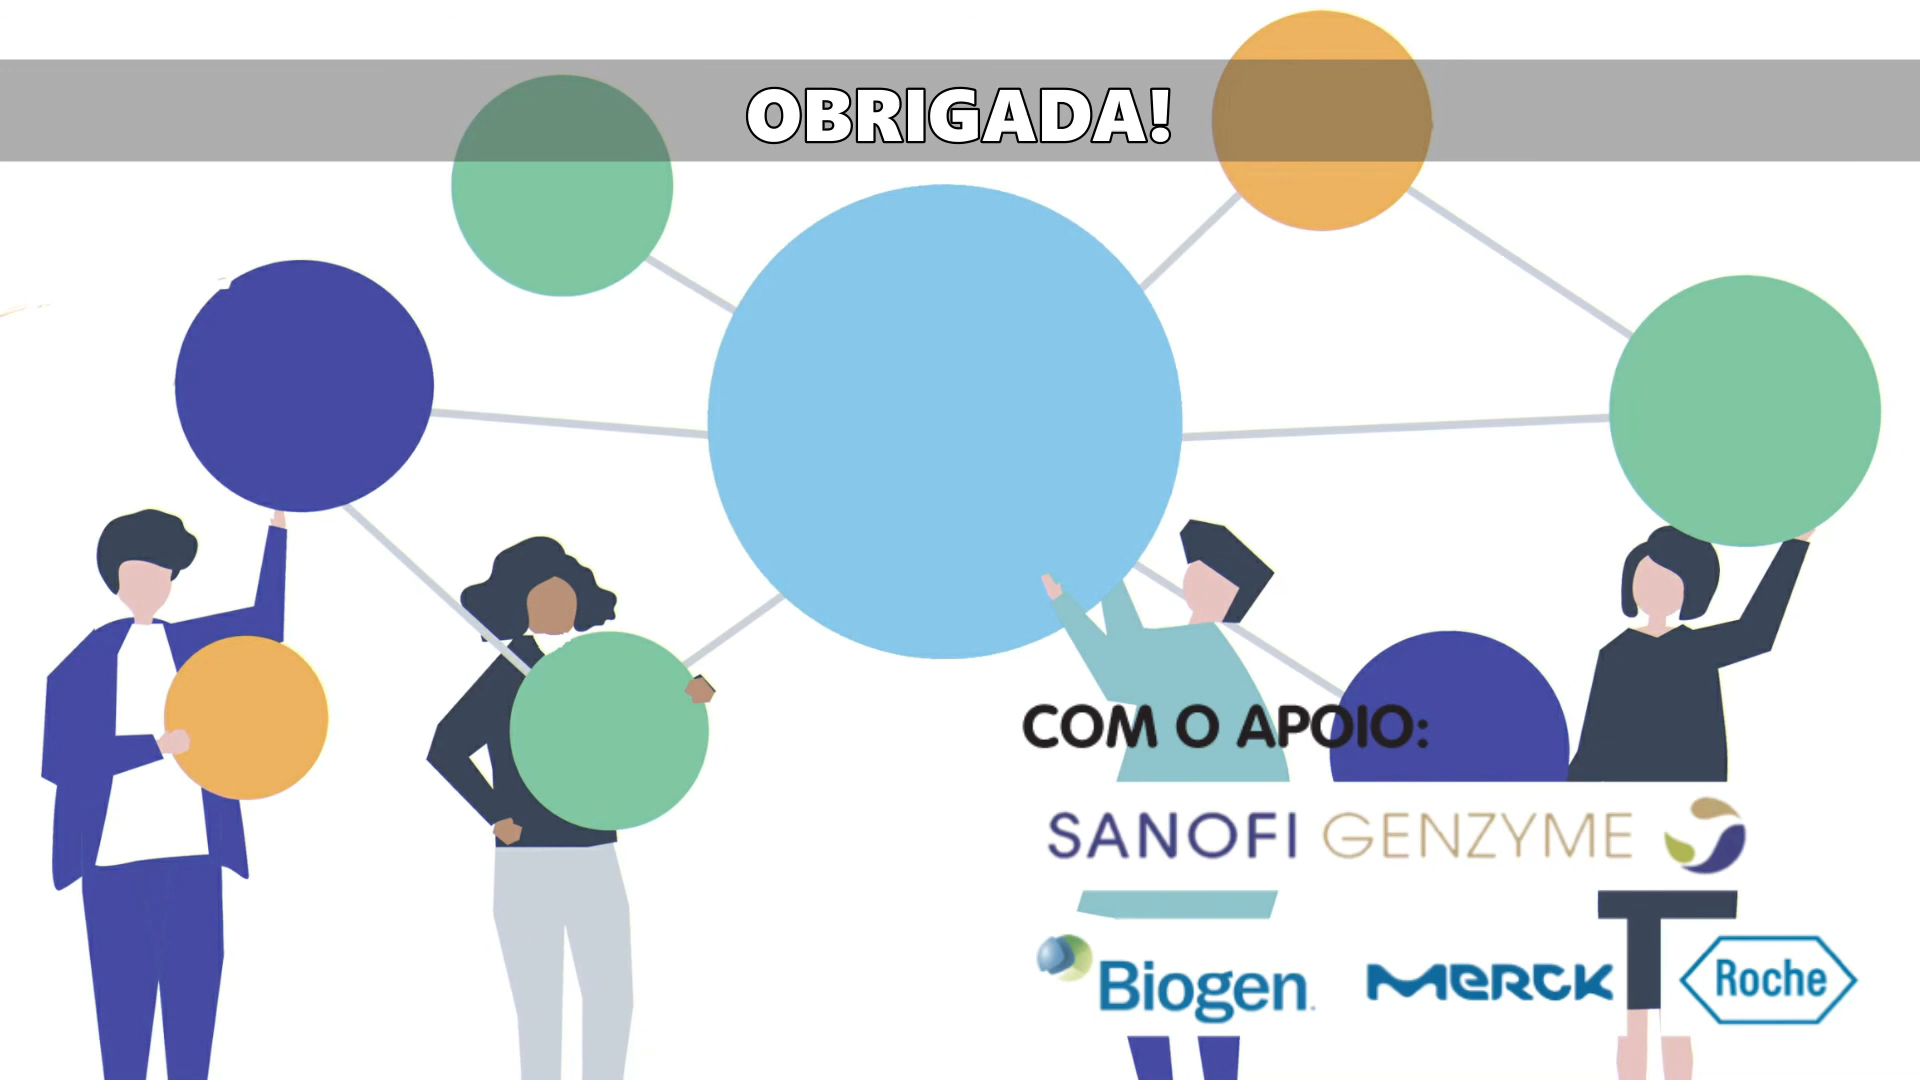 OBRIGADA!
COM O APOIO:
SANOFI GENZYME
Biogen.
MERCK
Roche